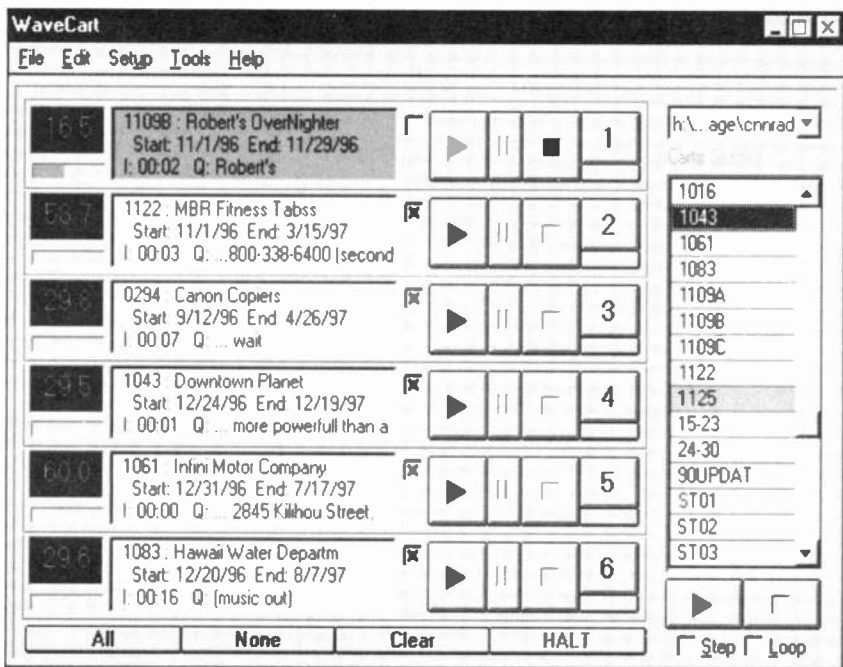 WaveCart
File Edit Setup Tools Help
16.5
1109B : Robert's OverNighter
Start: 11/1/96 End: 11/29/96
I: 00:02 Q: Robert's
1
58.7
1122 : MBR Fitness Tabss
Start: 11/1/96 End: 3/15/97
I: 00:03 Q: ...800-338-6400 (second
2
29.8
0294 : Canon Copiers
Start: 9/12/96 End: 4/26/97
I: 00:07 Q: ... wait
3
29.5
1043 : Downtown Planet
Start: 12/24/96 End: 12/19/97
I: 00:01 Q: ... more powerfull than a
4
60.0
1061 : Infini Motor Company
Start: 12/31/96 End: 7/17/97
I: 00:00 Q: ... 2845 Kilihou Street,
5
29.6
1083 : Hawaii Water Departm
Start: 12/20/96 End: 8/7/97
I: 00:16 Q: (music out)
6
All None Clear HALT
h:\...age\cnnrad
Carts
1016
1043
1061
1083
1109A
1109B
1109C
1122
1125
15-23
24-30
90UPDAT
ST01
ST02
ST03
Step Loop